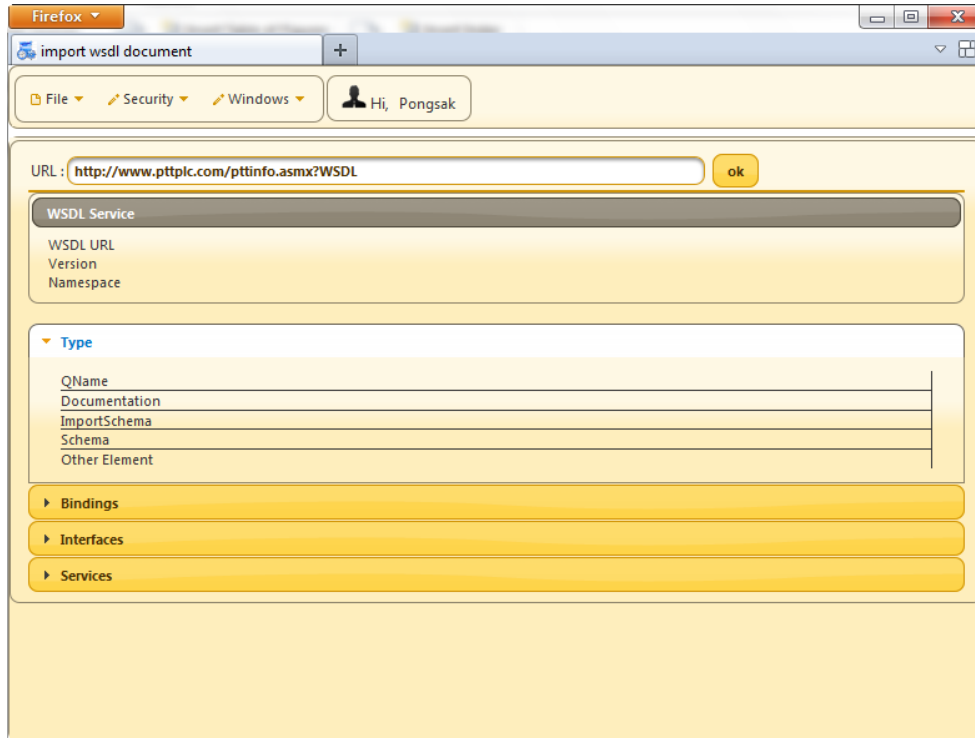 Firefox
import wsdl document
File Security Windows Hi, Pongsak
URL : http://www.pttplc.com/pttinfo.asmx?WSDL ok
WSDL Service
WSDL URL
Version
Namespace
Type
QName
Documentation
ImportSchema
Schema
Other Element
Bindings
Interfaces
Services